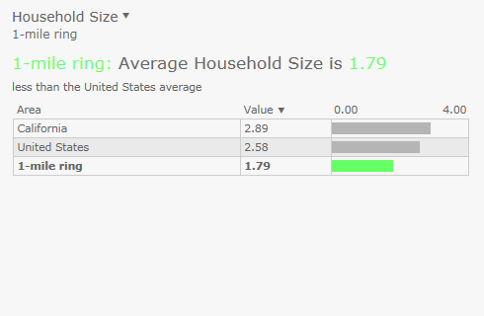 Household Size ▼
1-mile ring
1-mile ring: Average Household Size is 1.79
less than the United States average
Area Value ▼ 0.00 4.00
California 2.89
United States 2.58
1-mile ring 1.79